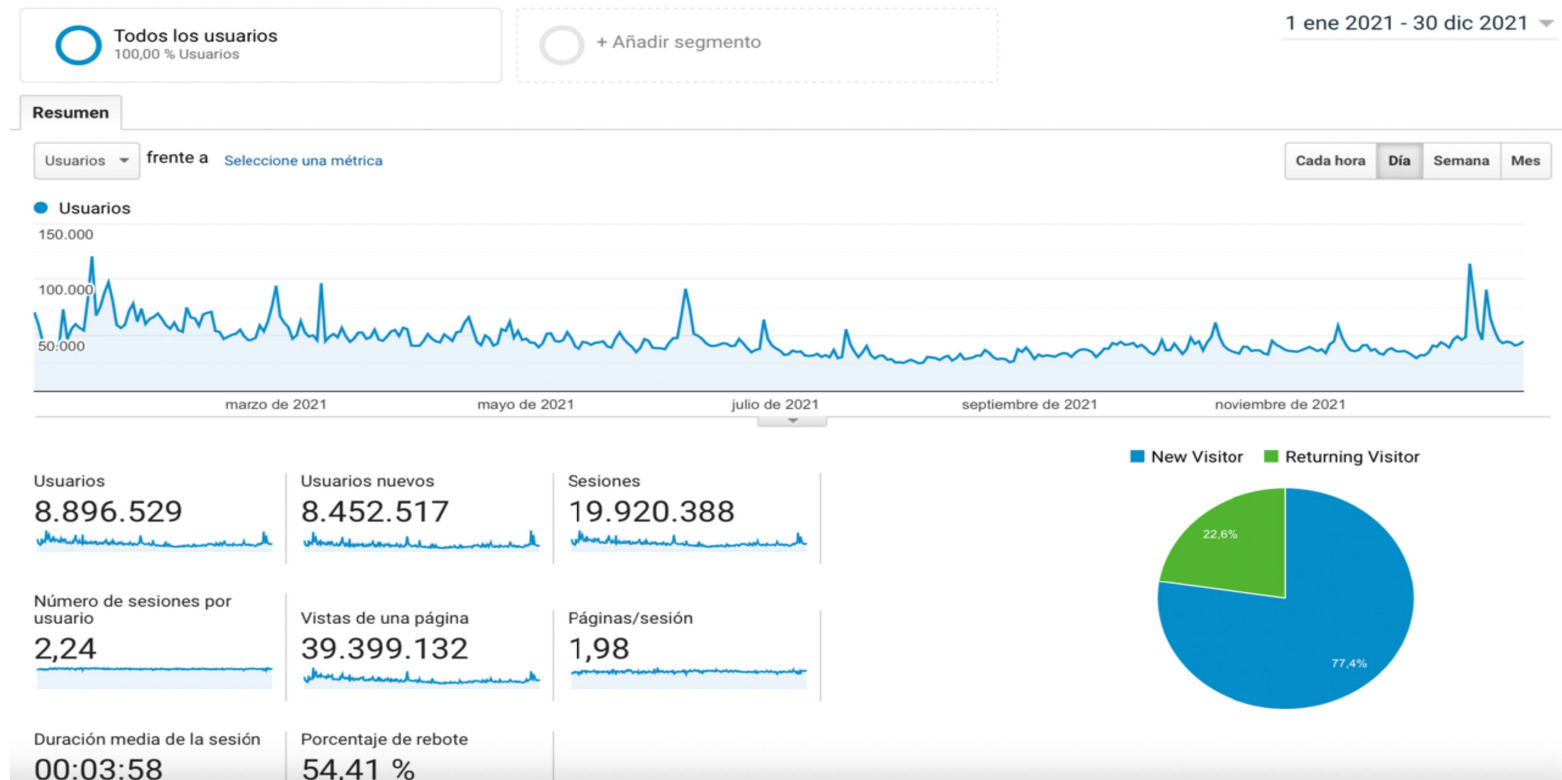 Todos los usuarios
100,00 % Usuarios
+ Añadir segmento
1 ene 2021 - 30 dic 2021
Resumen
Usuarios
frente a
Seleccione una métrica
Cada hora
Día
Semana
Mes
Usuarios
150.000
100.000
50.000
marzo de 2021
mayo de 2021
julio de 2021
septiembre de 2021
noviembre de 2021
New Visitor
Returning Visitor
22,6%
77,4%
Usuarios
8.896.529
Usuarios nuevos
8.452.517
Sesiones
19.920.388
Número de sesiones por
usuario
2,24
Vistas de una página
39.399.132
Páginas/sesión
1,98
Duración media de la sesión
00:03:58
Porcentaje de rebote
54,41 %